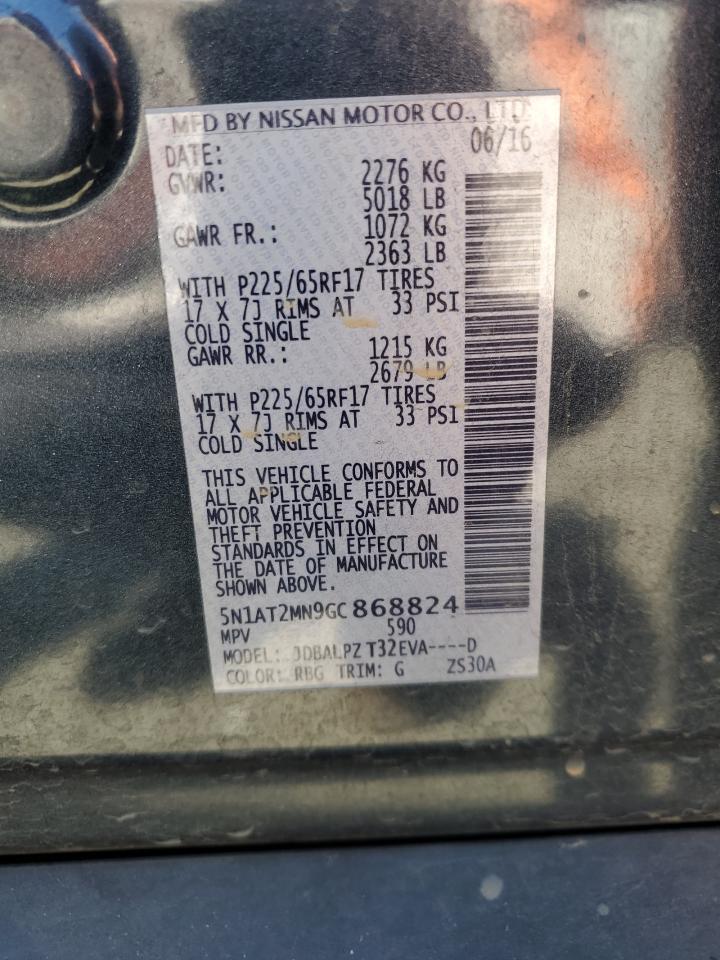 MFD BY NISSAN MOTOR CO., LTD
DATE: 06/16
GVWR: 2276 KG
5018 LB
GAWR FR.: 1072 KG
2363 LB
WITH P225/65RF17 TIRES
17 X 7J RIMS AT 33 PSI
COLD SINGLE
GAWR RR.: 1215 KG
2679 LB
WITH P225/65RF17 TIRES
17 X 7J RIMS AT 33 PSI
COLD SINGLE
THIS VEHICLE CONFORMS TO
ALL APPLICABLE FEDERAL
MOTOR VEHICLE SAFETY AND
THEFT PREVENTION
STANDARDS IN EFFECT ON
THE DATE OF MANUFACTURE
SHOWN ABOVE.
5N1AT2MN9GC868824
MPV 590
MODEL: T32EVA----D
COLOR: RBG TRIM: G ZS30A